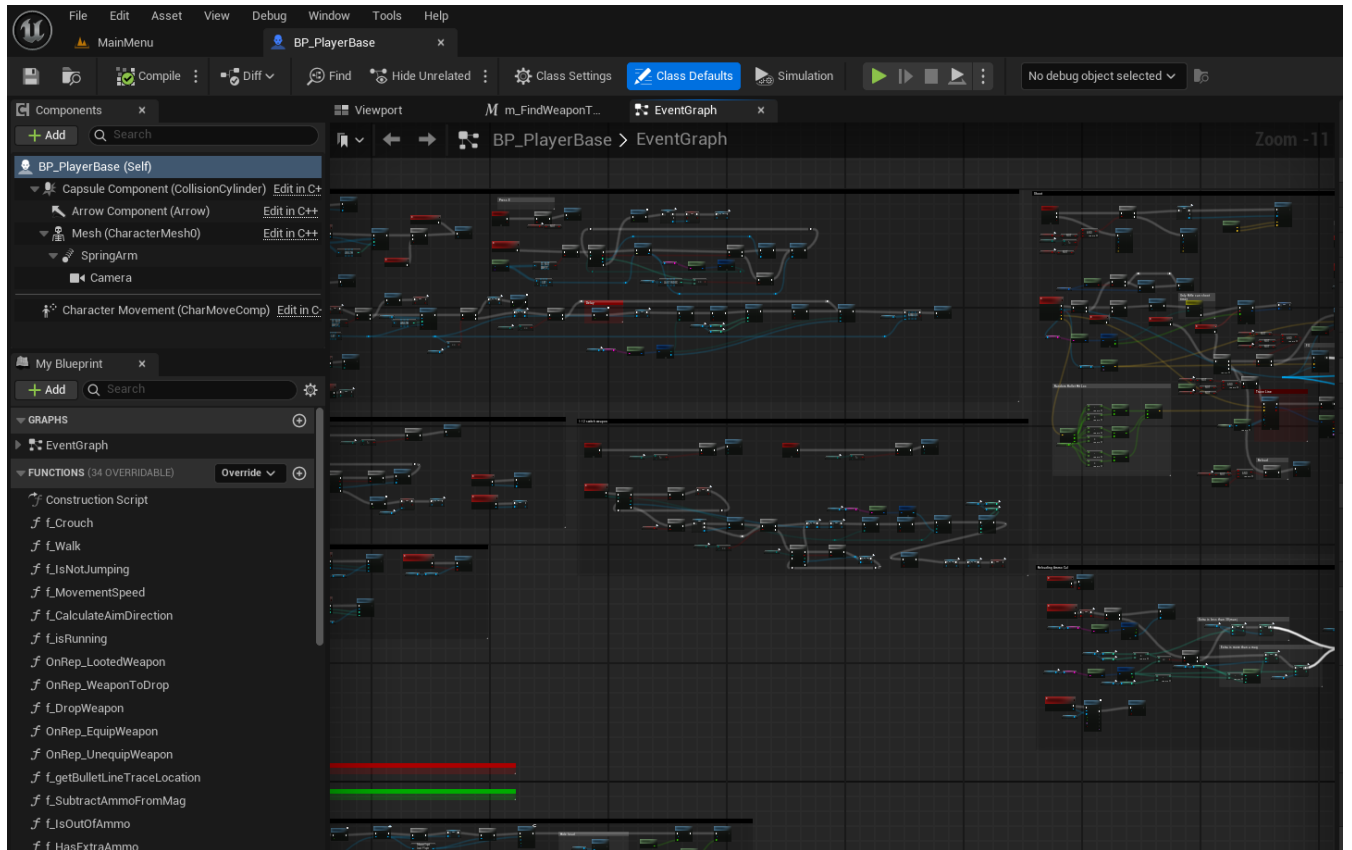 File Edit Asset View Debug Window Tools Help
MainMenu BP_PlayerBase
Compile Diff Find Hide Unrelated Class Settings Class Defaults Simulation No debug object selected
Components Viewport m_FindWeaponT... EventGraph
Add Search BP_PlayerBase > EventGraph Zoom -11
BP_PlayerBase (Self)
Capsule Component (CollisionCylinder) Edit in C+
Arrow Component (Arrow) Edit in C++
Mesh (CharacterMesh0) Edit in C++
SpringArm
Camera
Character Movement (CharMoveComp) Edit in C
My Blueprint
Add Search
GRAPHS
EventGraph
FUNCTIONS (34 OVERRIDABLE) Override
Construction Script
f_Crouch
f_Walk
f_IsNotJumping
f_MovementSpeed
f_CalculateAimDirection
f_isRunning
OnRep_LootedWeapon
OnRep_WeaponToDrop
f_DropWeapon
OnRep_EquipWeapon
OnRep_UnequipWeapon
f_getBulletLineTraceLocation
f_SubtractAmmoFromMag
f_IsOutOfAmmo
f_HasExtraAmmo